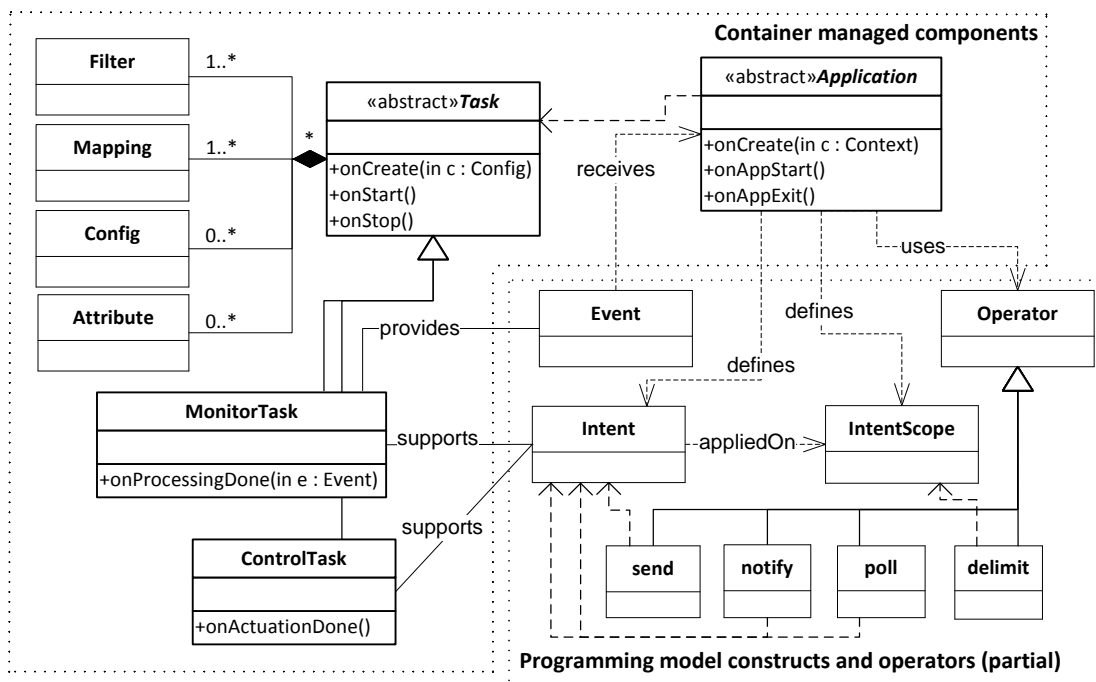 Container managed components
Filter
1..*
Mapping
1..*
Config
0..*
Attribute
0..*
*
«abstract»Task
+onCreate(in c : Config)
+onStart()
+onStop()
«abstract»Application
+onCreate(in c : Context)
+onAppStart()
+onAppExit()
receives
uses
provides
Event
defines
defines
Operator
MonitorTask
+onProcessingDone(in e : Event)
supports
Intent
appliedOn
IntentScope
supports
ControlTask
+onActuationDone()
send
notify
poll
delimit
Programming model constructs and operators (partial)